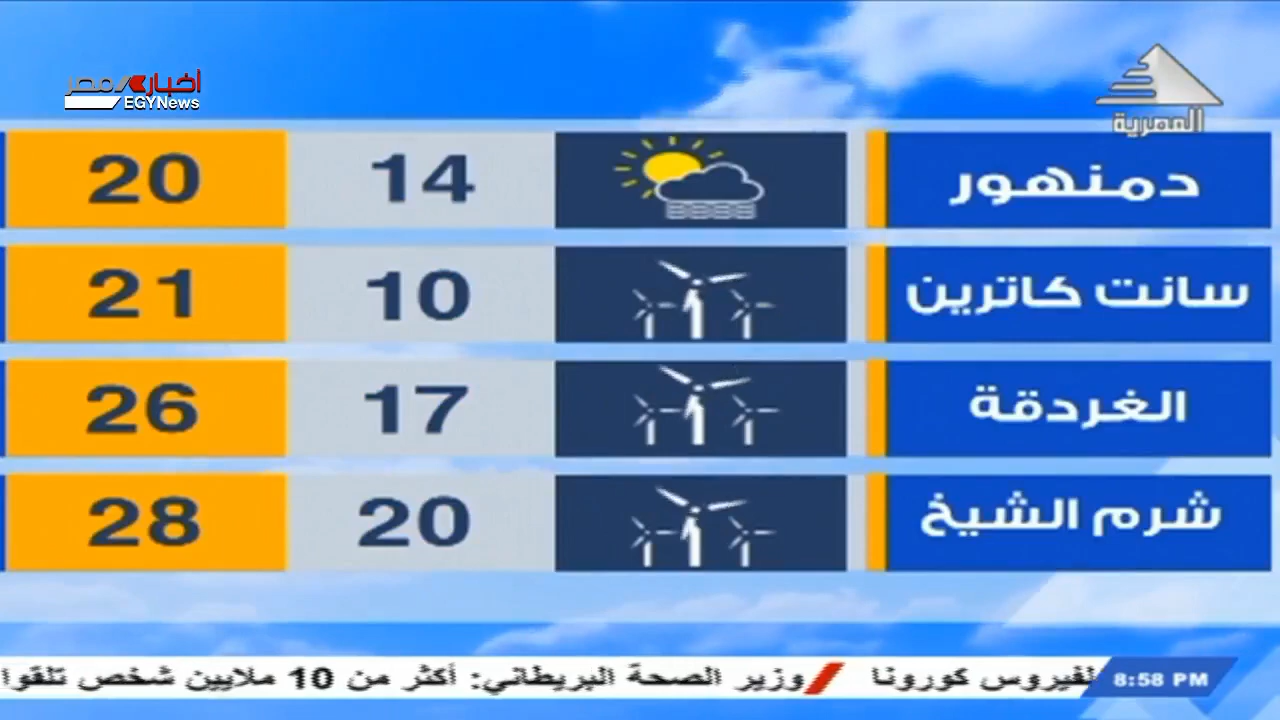 أخبار مصر
EGYNews
المصرية
دمنهور 14 20
سانت كاترين 10 21
الغردقة 17 26
شرم الشيخ 20 28
8:58 PM لفيروس كورونا وزير الصحة البريطاني: أكثر من 10 ملايين شخص تلقوا